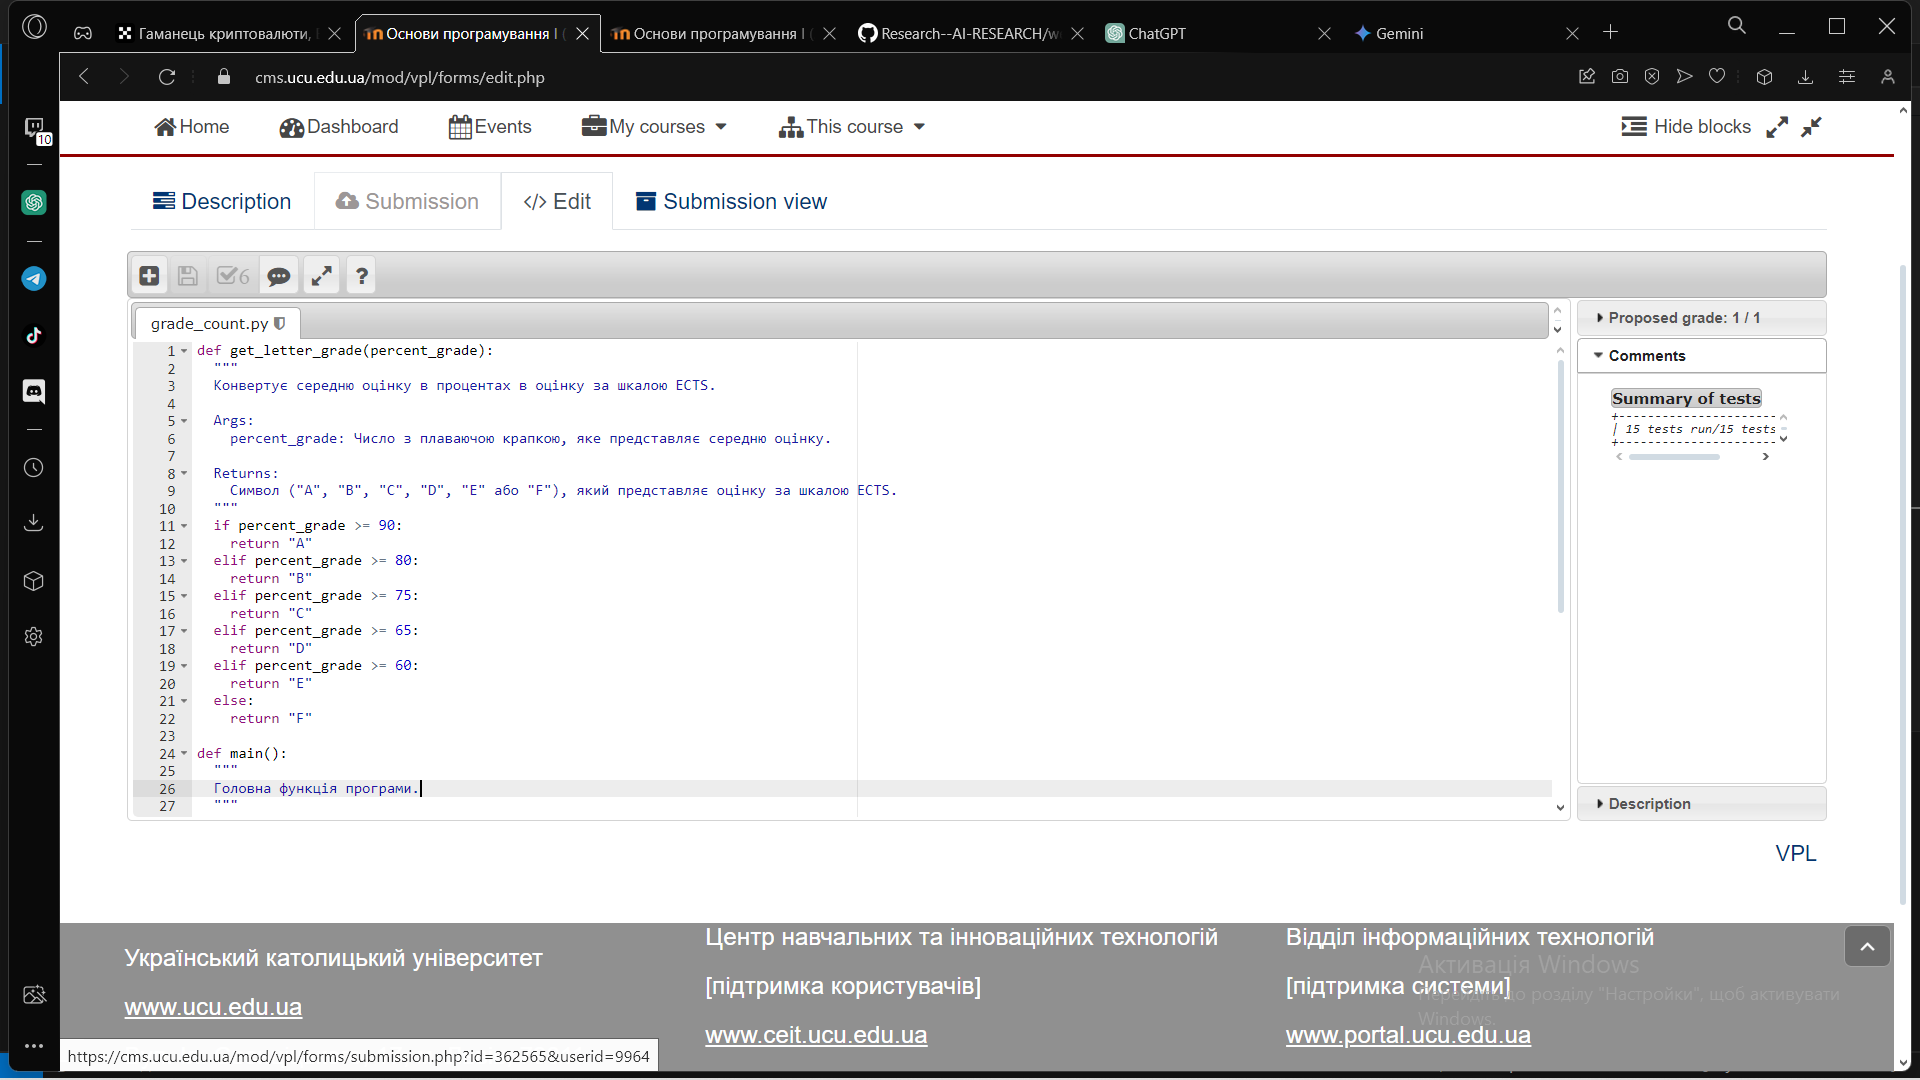 Гаманець криптовалюти,
Основи програмування | (
Основи програмування | (
Research--AI-RESEARCH/w
ChatGPT
Gemini
cms.ucu.edu.ua/mod/vpl/forms/edit.php
10
Home
Dashboard
Events
My courses
This course
Hide blocks
Description
Submission
</> Edit
Submission view
6
?
grade_count.py
Proposed grade: 1 / 1
Comments
Summary of tests
+-----------------------
| 15 tests run/15 tests
+-----------------------
1 def get_letter_grade(percent_grade):
2 """
3 Конвертує середню оцінку в процентах в оцінку за шкалою ECTS.
4
5 Args:
6 percent_grade: Число з плаваючою крапкою, яке представляє середню оцінку.
7
8 Returns:
9 Символ ("A", "B", "C", "D", "E" або "F"), який представляє оцінку за шкалою ECTS.
10 """
11 if percent_grade >= 90:
12 return "A"
13 elif percent_grade >= 80:
14 return "B"
15 elif percent_grade >= 75:
16 return "C"
17 elif percent_grade >= 65:
18 return "D"
19 elif percent_grade >= 60:
20 return "E"
21 else:
22 return "F"
23
24 def main():
25 """
26 Головна функція програми.
27 """
Description
VPL
Український католицький університет
www.ucu.edu.ua
Центр навчальних та інноваційних технологій
[підтримка користувачів]
www.ceit.ucu.edu.ua
Відділ інформаційних технологій
[підтримка системи]
www.portal.ucu.edu.ua
Активація Windows
Перейдіть до розділу "Настройки", щоб активувати
Windows.
https://cms.ucu.edu.ua/mod/vpl/forms/submission.php?id=362565&userid=9964